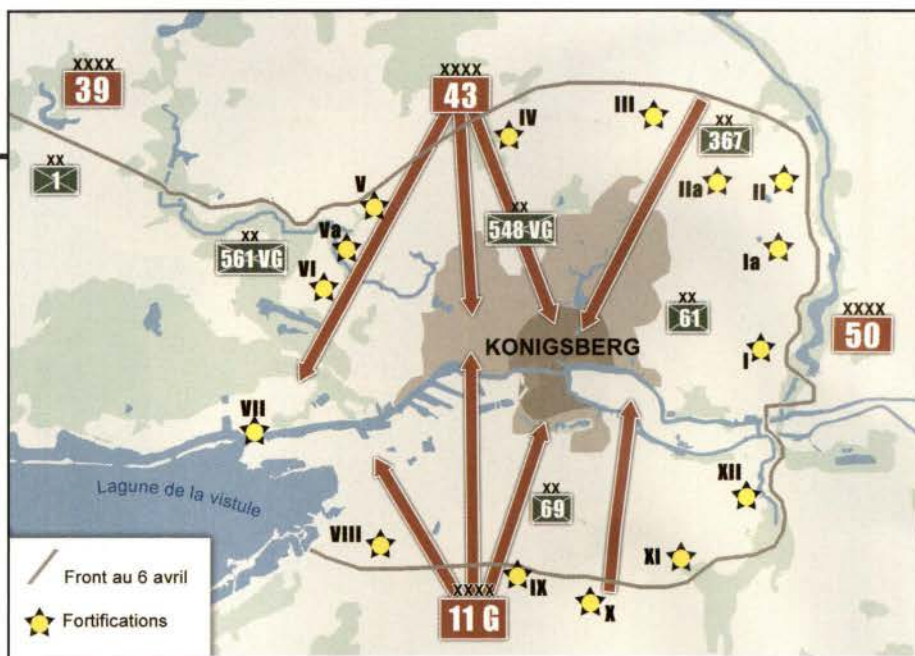 XXXX
39
XXXX
43
III
IV
XX
367
XX
1
V
IIa
II
XX
548 VG
Va
XX
561 VG
VI
Ia
XX
61
XXXX
50
KONIGSBERG
I
VII
Lagune de la vistule
XII
XX
69
VIII
XI
Front au 6 avril
IX
XXXX
11 G
X
Fortifications